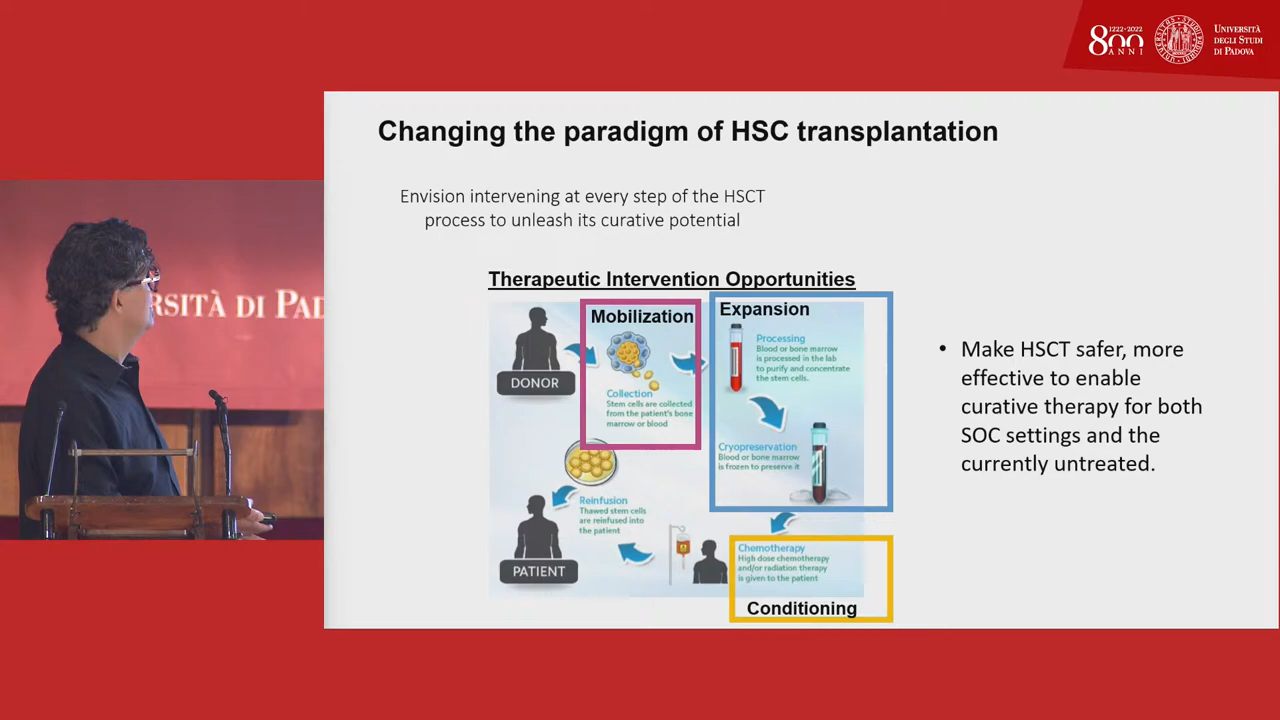 1222-2022
800
ANNI
UNIVERSITÀ
DEGLI STUDI
DI PADOVA
RSITÀ DI PAD
Changing the paradigm of HSC transplantation
Envision intervening at every step of the HSCT
process to unleash its curative potential
Therapeutic Intervention Opportunities
DONOR
Mobilization
Collection
Stem cells are collected
from the patient's bone
marrow or blood
Expansion
Processing
Blood or bone marrow
is processed in the lab
to purify and concentrate
the stem cells.
Cryopreservation
Blood or bone marrow
is frozen to preserve it
Chemotherapy
High dose chemotherapy
and/or radiation therapy
is given to the patient
Conditioning
Reinfusion
Thawed stem cells
are reinfused into
the patient
PATIENT
• Make HSCT safer, more
effective to enable
curative therapy for both
SOC settings and the
currently untreated.